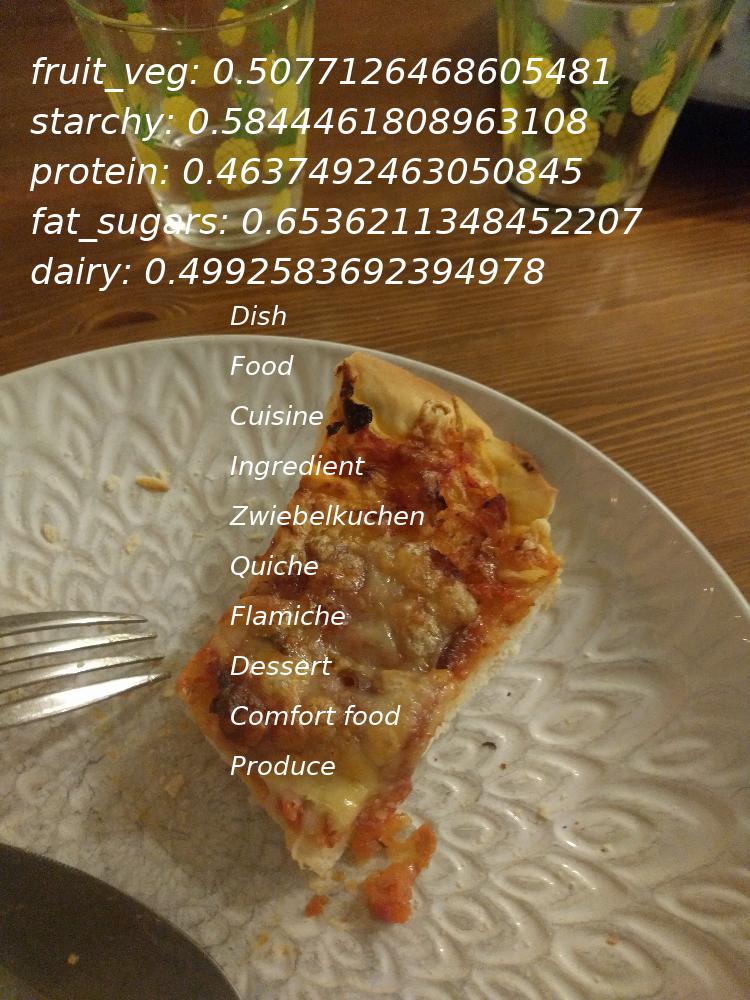 fruit_veg: 0.5077126468605481
starchy: 0.5844461808963108
protein: 0.4637492463050845
fat_sugars: 0.6536211348452207
dairy: 0.4992583692394978
Dish
Food
Cuisine
Ingredient
Zwiebelkuchen
Quiche
Flamiche
Dessert
Comfort food
Produce